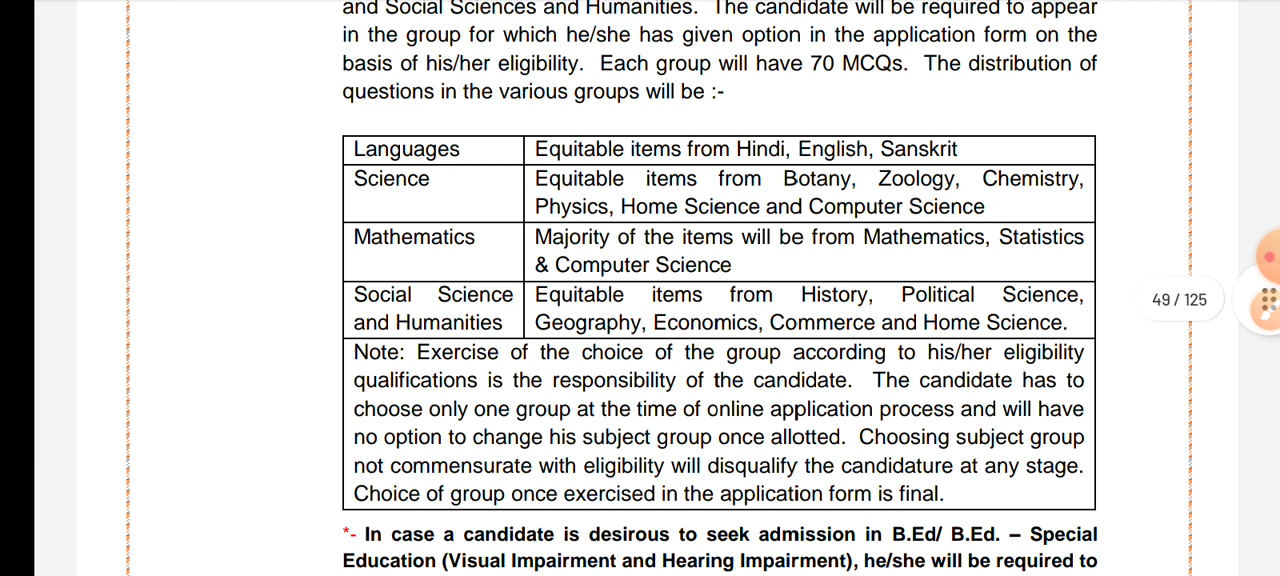 and Social Sciences and Humanities. The candidate will be required to appear
in the group for which he/she has given option in the application form on the
basis of his/her eligibility. Each group will have 70 MCQs. The distribution of
questions in the various groups will be :-
Languages Equitable items from Hindi, English, Sanskrit
Science Equitable items from Botany, Zoology, Chemistry,
Physics, Home Science and Computer Science
Mathematics Majority of the items will be from Mathematics, Statistics
& Computer Science
Social Science Equitable items from History, Political Science,
and Humanities Geography, Economics, Commerce and Home Science.
Note: Exercise of the choice of the group according to his/her eligibility
qualifications is the responsibility of the candidate. The candidate has to
choose only one group at the time of online application process and will have
no option to change his subject group once allotted. Choosing subject group
not commensurate with eligibility will disqualify the candidature at any stage.
Choice of group once exercised in the application form is final.
*- In case a candidate is desirous to seek admission in B.Ed/ B.Ed. – Special
Education (Visual Impairment and Hearing Impairment), he/she will be required to
49 / 125